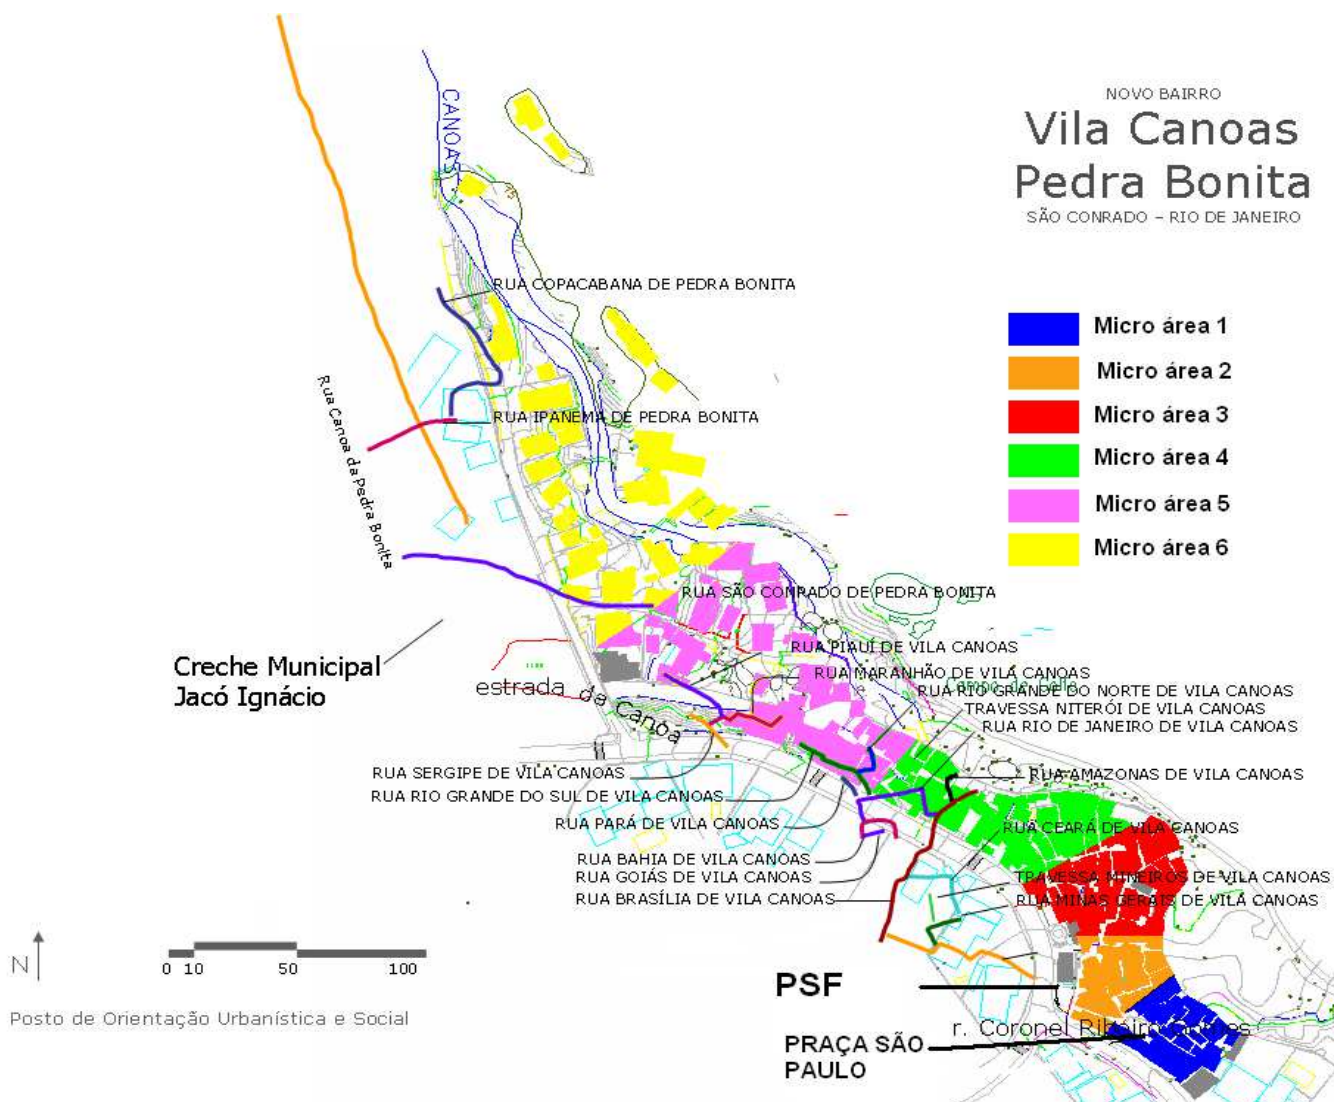 NOVO BAIRRO
Vila Canoas
Pedra Bonita
SÃO CONRADO – RIO DE JANEIRO
CANOAS
15
RUA COPACABANA DE PEDRA BONITA
Micro área 1
Micro área 2
Micro área 3
Micro área 4
Micro área 5
Micro área 6
RUA IPANEMA DE PEDRA BONITA
Rua Canoa da Pedra Bonita
RUA SÃO CONRADO DE PEDRA BONITA
Creche Municipal
Jacó Ignácio
RUA PIAUÍ DE VILA CANOAS
RUA MARANHÃO DE VILA CANOAS
estrada da Canoa
RUA RIO GRANDE DO NORTE DE VILA CANOAS
TRAVESSA NITERÓI DE VILA CANOAS
RUA RIO DE JANEIRO DE VILA CANOAS
RUA SERGIPE DE VILA CANOAS
RUA AMAZONAS DE VILA CANOAS
RUA RIO GRANDE DO SUL DE VILA CANOAS
RUA PARÁ DE VILA CANOAS
RUA CEARÁ DE VILA CANOAS
RUA BAHIA DE VILA CANOAS
RUA GOIÁS DE VILA CANOAS
TRAVESSA MINEIROS DE VILA CANOAS
RUA BRASÍLIA DE VILA CANOAS
RUA MINAS GERAIS DE VILA CANOAS
N
0 10 50 100
PSF
Posto de Orientação Urbanística e Social
r. Coronel Ribeiro Gomes
PRAÇA SÃO
PAULO